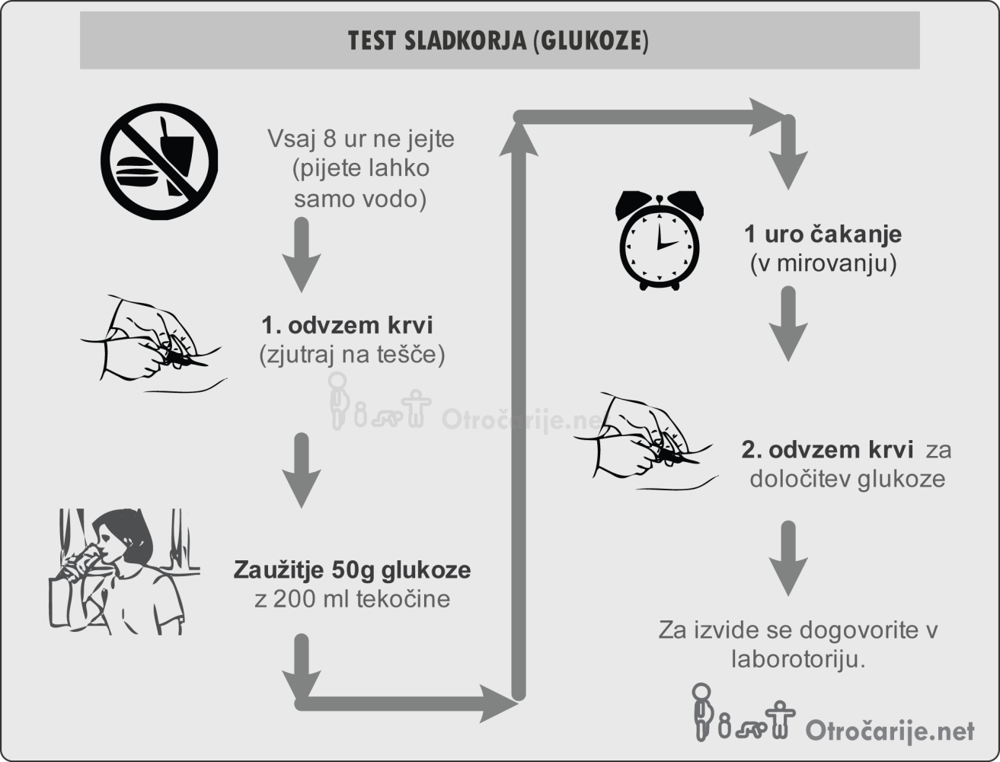 TEST SLADKORJA (GLUKOZE)
Vsaj 8 ur ne jejte
(pijete lahko
samo vodo)
1. odvzem krvi
(zjutraj na tešče)
Otročarije.net
Zaužitje 50g glukoze
z 200 ml tekočine
1 uro čakanje
(v mirovanju)
2. odvzem krvi za
določitev glukoze
Za izvide se dogovorite v
laborotoriju.
Otročarije.net